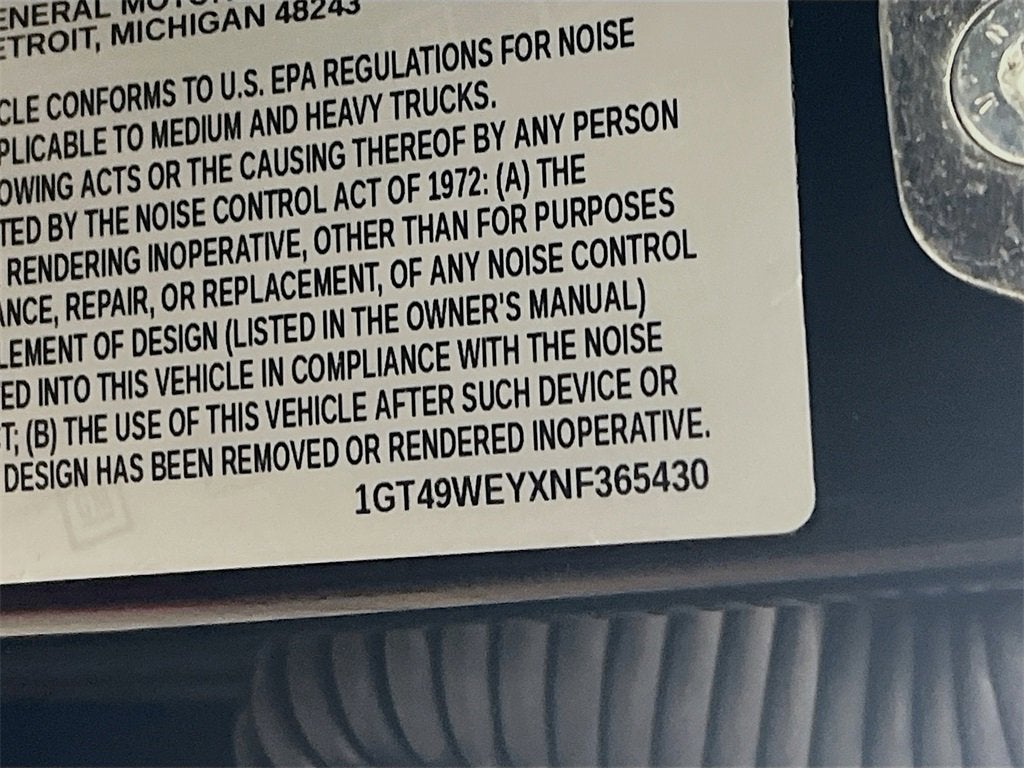 ENERAL MOTO
ETROIT, MICHIGAN 48243
CLE CONFORMS TO U.S. EPA REGULATIONS FOR NOISE
PLICABLE TO MEDIUM AND HEAVY TRUCKS.
OWING ACTS OR THE CAUSING THEREOF BY ANY PERSON
TED BY THE NOISE CONTROL ACT OF 1972: (A) THE
RENDERING INOPERATIVE, OTHER THAN FOR PURPOSES
ANCE, REPAIR, OR REPLACEMENT, OF ANY NOISE CONTROL
LEMENT OF DESIGN (LISTED IN THE OWNER'S MANUAL)
ED INTO THIS VEHICLE IN COMPLIANCE WITH THE NOISE
T; (B) THE USE OF THIS VEHICLE AFTER SUCH DEVICE OR
DESIGN HAS BEEN REMOVED OR RENDERED INOPERATIVE.
1GT49WEYXNF365430